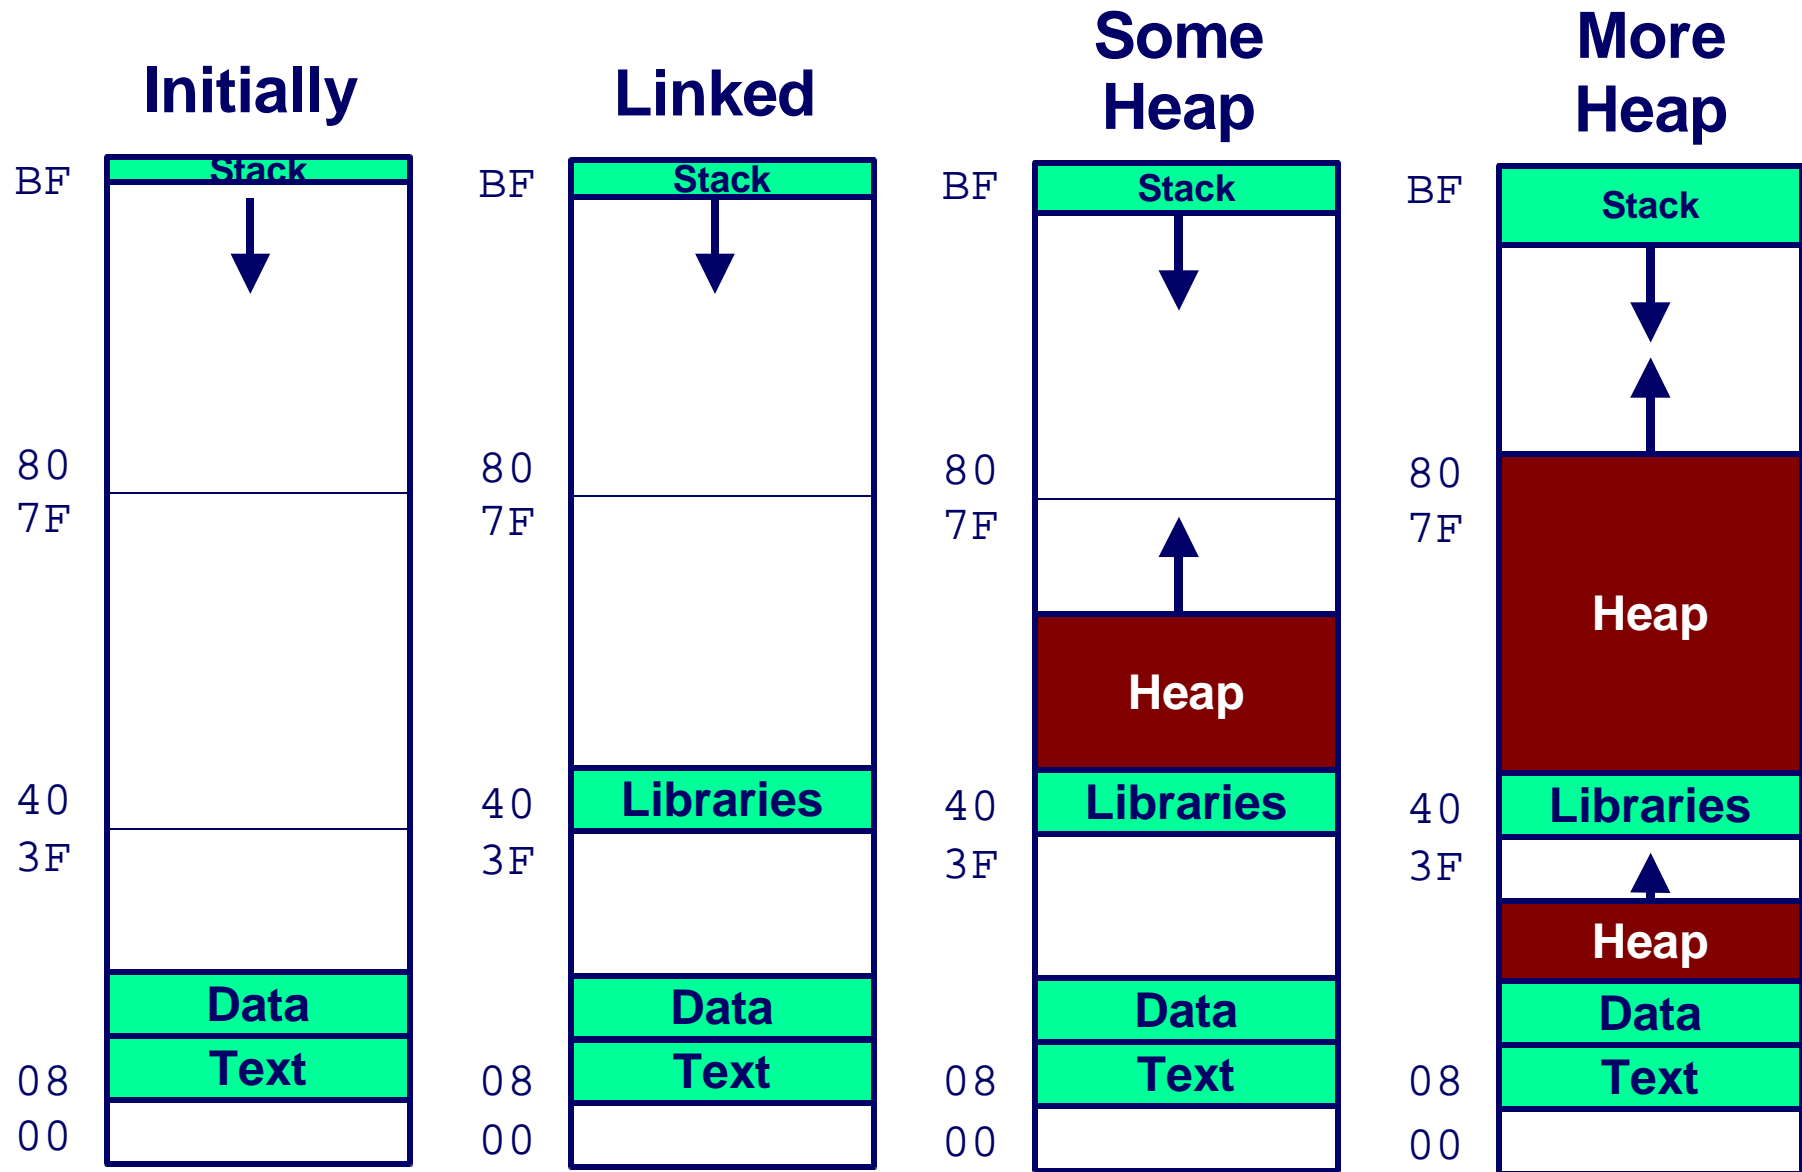 Initially
BF
Stack
80
7F
40
3F
Data
Text
08
00
Linked
BF
Stack
80
7F
Libraries
40
3F
Data
Text
08
00
Some
Heap
BF
Stack
80
7F
Heap
Libraries
40
3F
Data
Text
08
00
More
Heap
BF
Stack
80
7F
Heap
Libraries
40
3F
Heap
Data
Text
08
00